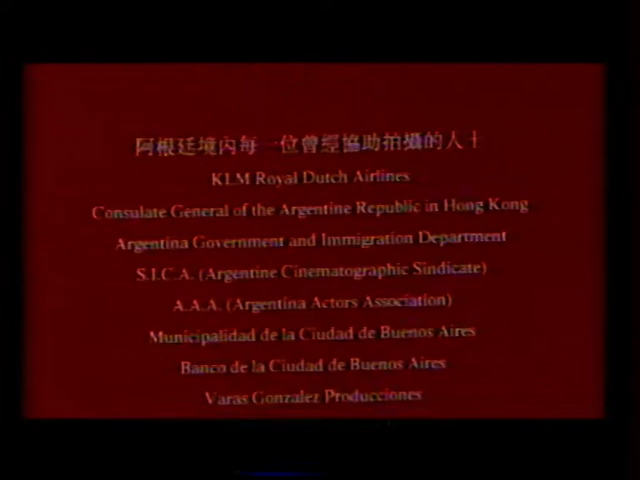 阿根廷境內每一位曾經協助拍攝的人士
KLM Royal Dutch Airlines
Consulate General of the Argentine Republic in Hong Kong
Argentina Government and Immigration Department
S.I.C.A. (Argentine Cinematographic Sindicate)
A.A.A. (Argentina Actors Association)
Municipalidad de la Ciudad de Buenos Aires
Banco de la Ciudad de Buenos Aires
Varas Gonzalez Producciones